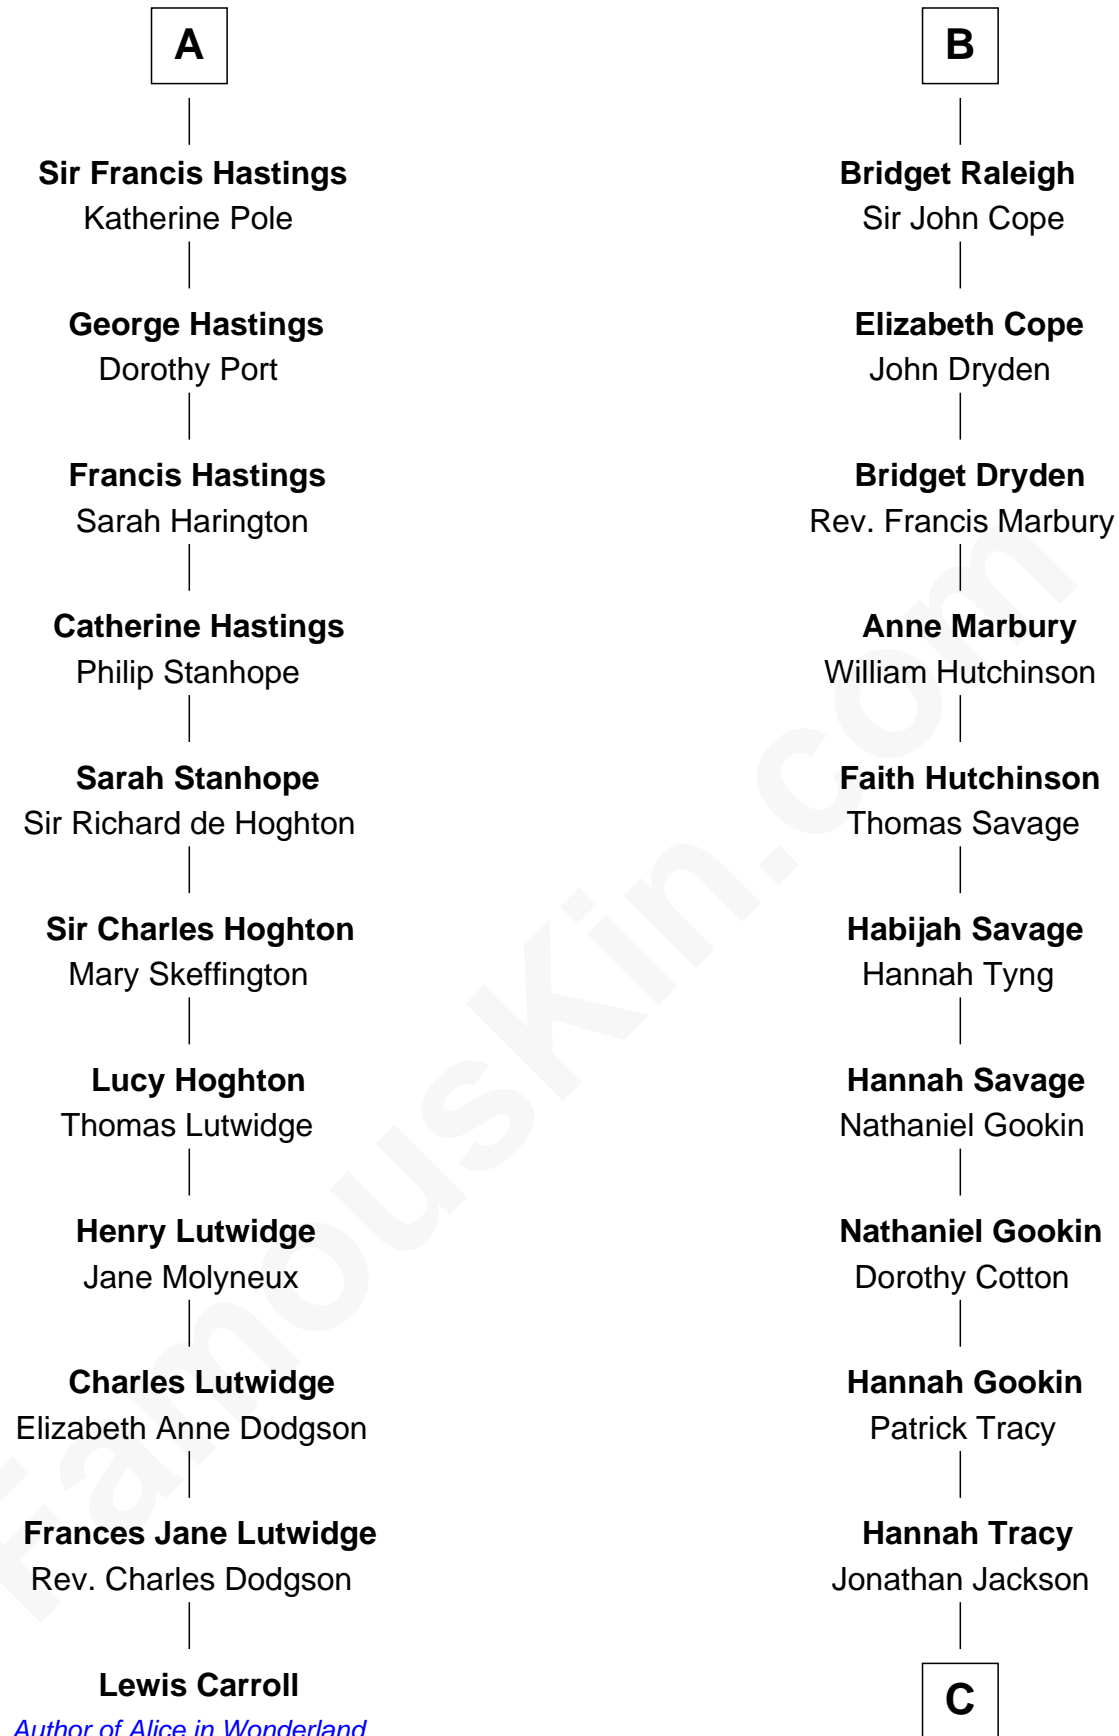 A
Sir Francis Hastings
Katherine Pole
George Hastings
Dorothy Port
Francis Hastings
Sarah Harington
Catherine Hastings
Philip Stanhope
Sarah Stanhope
Sir Richard de Hoghton
Sir Charles Hoghton
Mary Skeffington
Lucy Hoghton
Thomas Lutwidge
Henry Lutwidge
Jane Molyneux
Charles Lutwidge
Elizabeth Anne Dodgson
Frances Jane Lutwidge
Rev. Charles Dodgson
Lewis Carroll
Author of Alice in Wonderland
B
Bridget Raleigh
Sir John Cope
Elizabeth Cope
John Dryden
Bridget Dryden
Rev. Francis Marbury
Anne Marbury
William Hutchinson
Faith Hutchinson
Thomas Savage
Habijah Savage
Hannah Tyng
Hannah Savage
Nathaniel Gookin
Nathaniel Gookin
Dorothy Cotton
Hannah Gookin
Patrick Tracy
Hannah Tracy
Jonathan Jackson
C
FamousKin.com